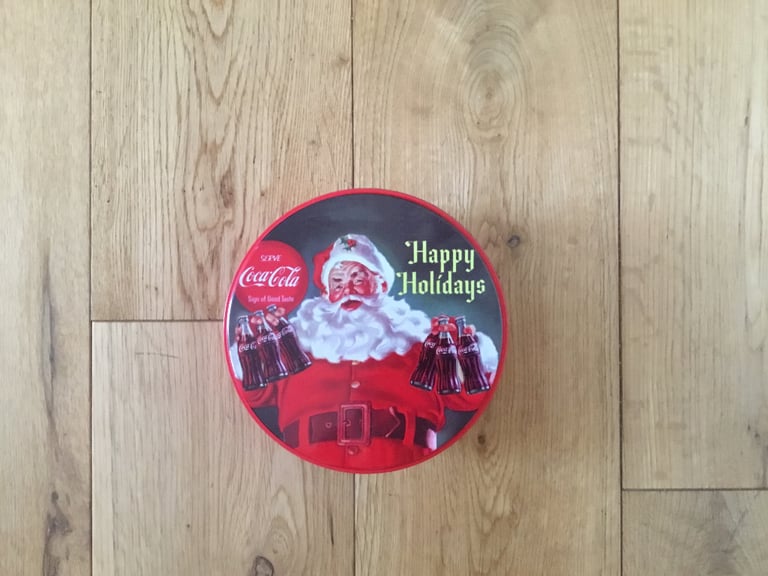 SERVE
Coca-Cola
Sign of Good Taste
Happy
Holidays